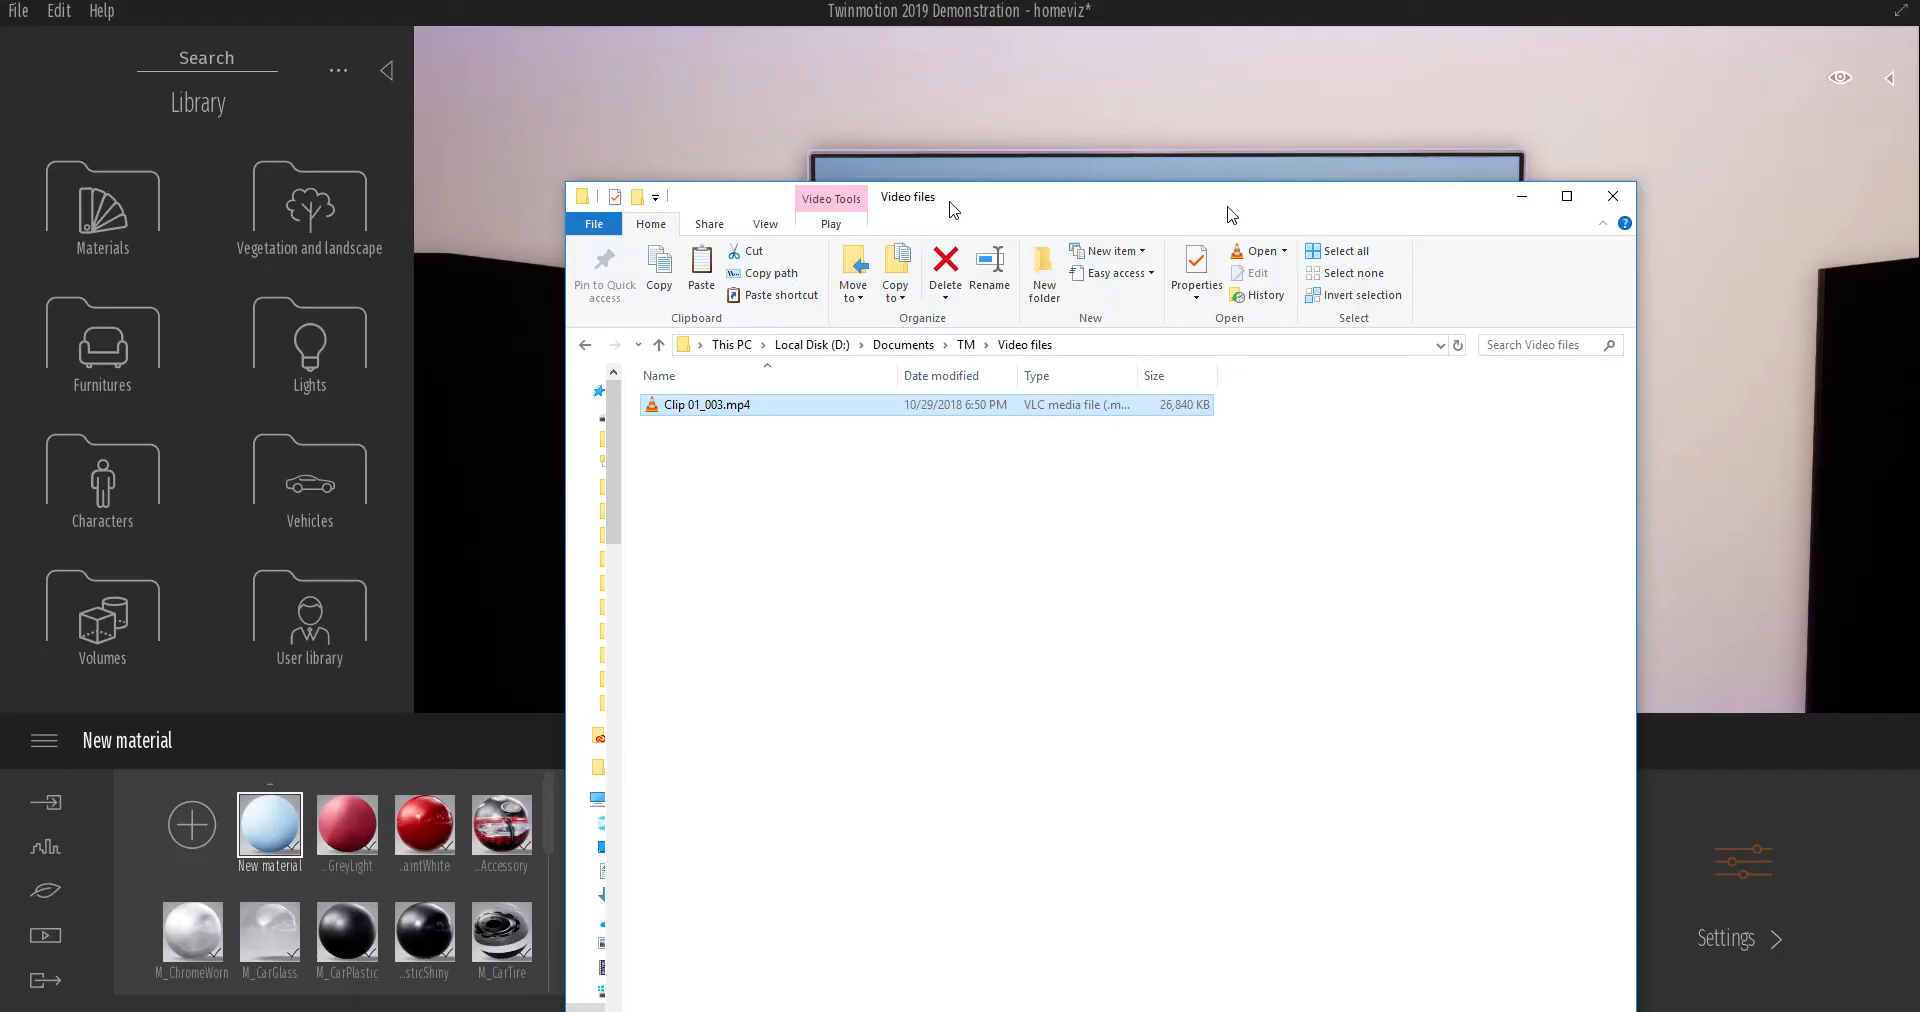 File Edit Help
Twinmotion 2019 Demonstration - homeviz*
Search
...
Library
Materials
Vegetation and landscape
Furnitures
Lights
Characters
Vehicles
Volumes
User library
Video Tools
Video files
File
Home
Share
View
Play
Pin to Quick access
Copy
Paste
Cut
Copy path
Paste shortcut
Clipboard
Move to
Copy to
Delete
Rename
Organize
New folder
New item
Easy access
New
Properties
Open
Edit
History
Open
Select all
Select none
Invert selection
Select
This PC > Local Disk (D:) > Documents > TM > Video files
Search Video files
Name
Date modified
Type
Size
Clip 01_003.mp4
10/29/2018 6:50 PM
VLC media file (.m...
26,840 KB
New material
New material
...GreyLight
...aintWhite
...Accessory
M_ChromeWorn
M_CarGlass
M_CarPlastic
...sticShiny
M_CarTire
Settings